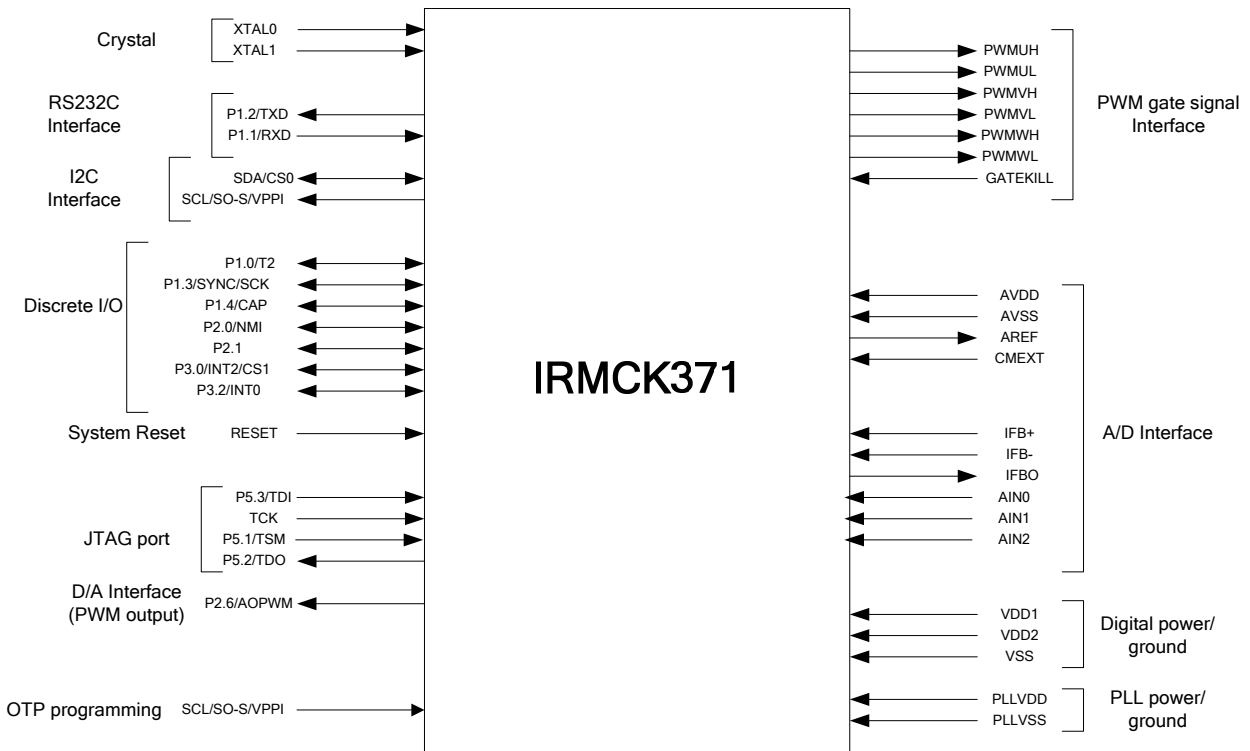 Crystal
XTAL0
XTAL1
RS232C
Interface
P1.2/TXD
P1.1/RXD
I2C
Interface
SDA/CS0
SCL/SO-S/VPPI
Discrete I/O
P1.0/T2
P1.3/SYNC/SCK
P1.4/CAP
P2.0/NMI
P2.1
P3.0/INT2/CS1
P3.2/INT0
System Reset
RESET
JTAG port
P5.3/TDI
TCK
P5.1/TSM
P5.2/TDO
D/A Interface
(PWM output)
P2.6/AOPWM
OTP programming
SCL/SO-S/VPPI
IRMCK371
PWMUH
PWMUL
PWMVH
PWMVL
PWMWH
PWMWL
GATEKILL
PWM gate signal
Interface
AVDD
AVSS
AREF
CMEXT
IFB+
IFB-
IFBO
AIN0
AIN1
AIN2
A/D Interface
VDD1
VDD2
VSS
Digital power/
ground
PLLVDD
PLLVSS
PLL power/
ground